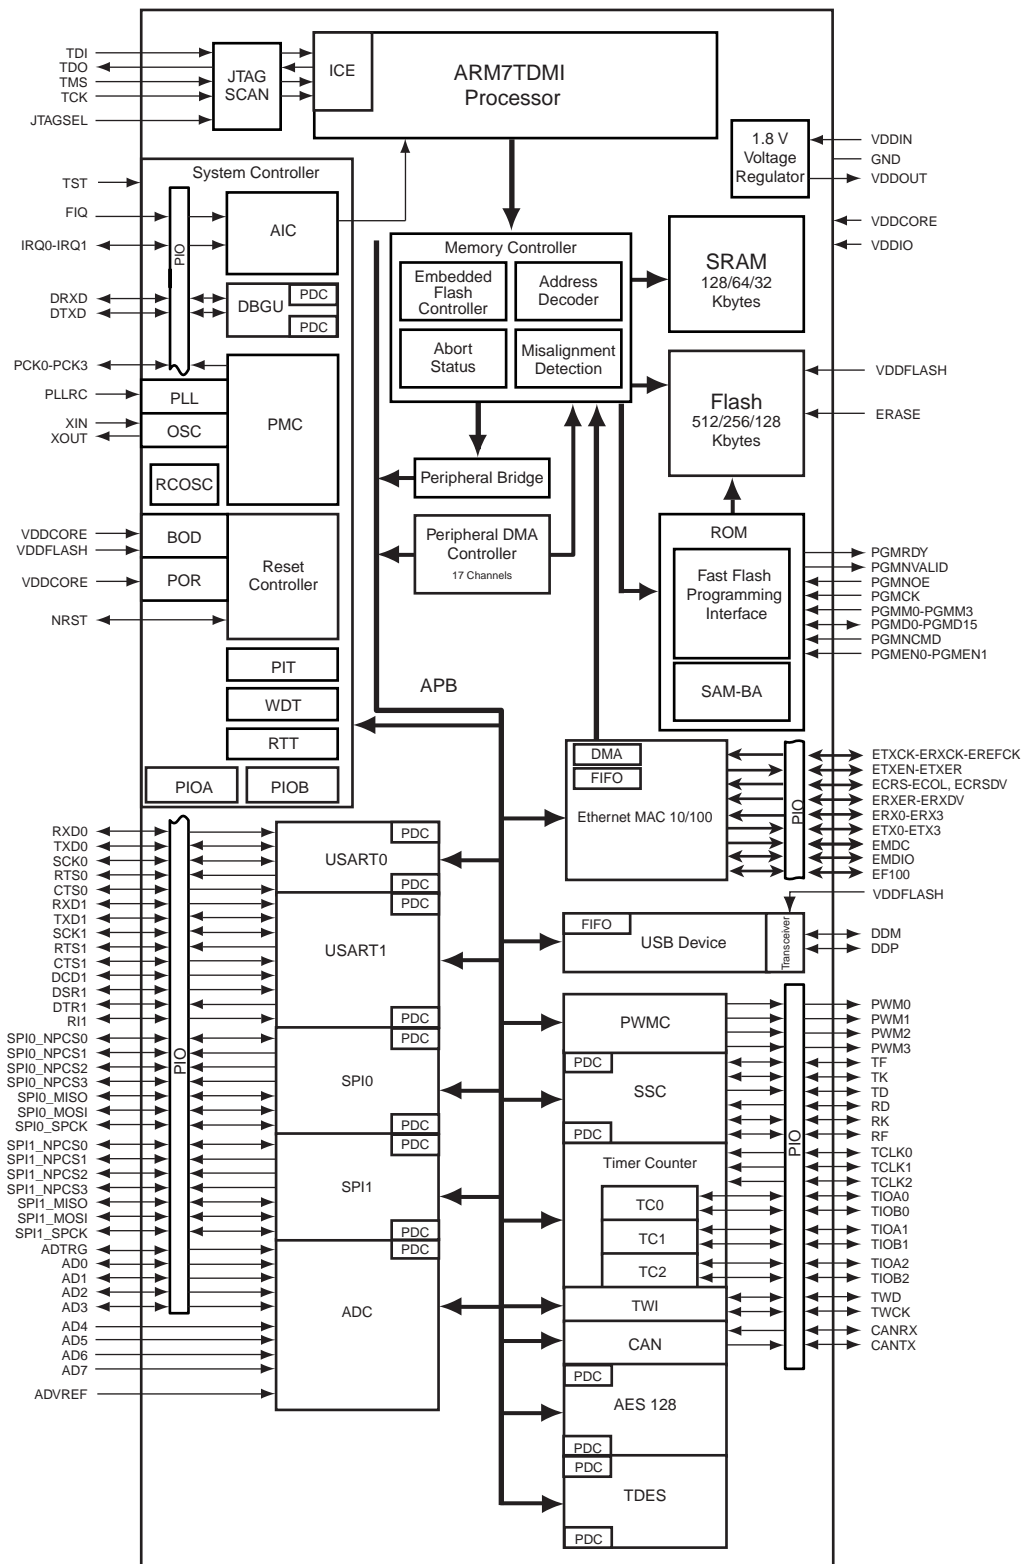 TDI
TDO
TMS
TCK
JTAGSEL
JTAG
SCAN
ICE
ARM7TDMI
Processor
1.8 V
Voltage
Regulator
VDDIN
GND
VDDOUT
VDDCORE
VDDIO
System Controller
TST
FIQ
IRQ0-IRQ1
PIO
AIC
DRXD
DTXD
DBGU
PDC
PDC
PCK0-PCK3
PLLRC
PLL
XIN
XOUT
OSC
PMC
RCOSC
VDDCORE
VDDFLASH
BOD
VDDCORE
POR
Reset
Controller
NRST
PIT
WDT
RTT
PIOA
PIOB
Memory Controller
Embedded
Flash
Controller
Address
Decoder
Abort
Status
Misalignment
Detection
SRAM
128/64/32
Kbytes
Flash
512/256/128
Kbytes
VDDFLASH
ERASE
Peripheral Bridge
Peripheral DMA
Controller
17 Channels
APB
ROM
Fast Flash
Programming
Interface
SAM-BA
PGMRDY
PGMNVALID
PGMNOE
PGMCK
PGMM0-PGMM3
PGMD0-PGMD15
PGMNCMD
PGMEN0-PGMEN1
DMA
FIFO
Ethernet MAC 10/100
PIO
ETXCK-ERXCK-EREFCK
ETXEN-ETXER
ECRS-ECOL, ECRSDV
ERXER-ERXDV
ERX0-ERX3
ETX0-ETX3
EMDC
EMDIO
EF100
VDDFLASH
FIFO
USB Device
Transceiver
DDM
DDP
RXD0
TXD0
SCK0
RTS0
CTS0
RXD1
TXD1
SCK1
RTS1
CTS1
DCD1
DSR1
DTR1
RI1
SPI0_NPCS0
SPI0_NPCS1
SPI0_NPCS2
SPI0_NPCS3
SPI0_MISO
SPI0_MOSI
SPI0_SPCK
SPI1_NPCS0
SPI1_NPCS1
SPI1_NPCS2
SPI1_NPCS3
SPI1_MISO
SPI1_MOSI
SPI1_SPCK
ADTRG
AD0
AD1
AD2
AD3
AD4
AD5
AD6
AD7
ADVREF
PIO
PDC
USART0
PDC
PDC
USART1
PDC
PDC
SPI0
PDC
PDC
SPI1
PDC
PDC
ADC
PWMC
PDC
SSC
PDC
Timer Counter
TC0
TC1
TC2
TWI
CAN
PDC
AES 128
PDC
PDC
TDES
PDC
PIO
PWM0
PWM1
PWM2
PWM3
TF
TK
TD
RD
RK
RF
TCLK0
TCLK1
TCLK2
TIOA0
TIOB0
TIOA1
TIOB1
TIOA2
TIOB2
TWD
TWCK
CANRX
CANTX